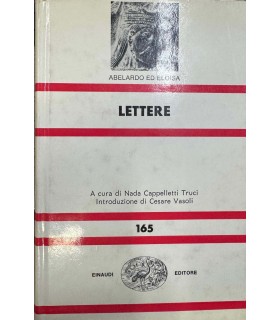 ABELARDO ED ELOISA
LETTERE
A cura di Nada Cappelletti Truci
Introduzione di Cesare Vasoli
165
EINAUDI EDITORE